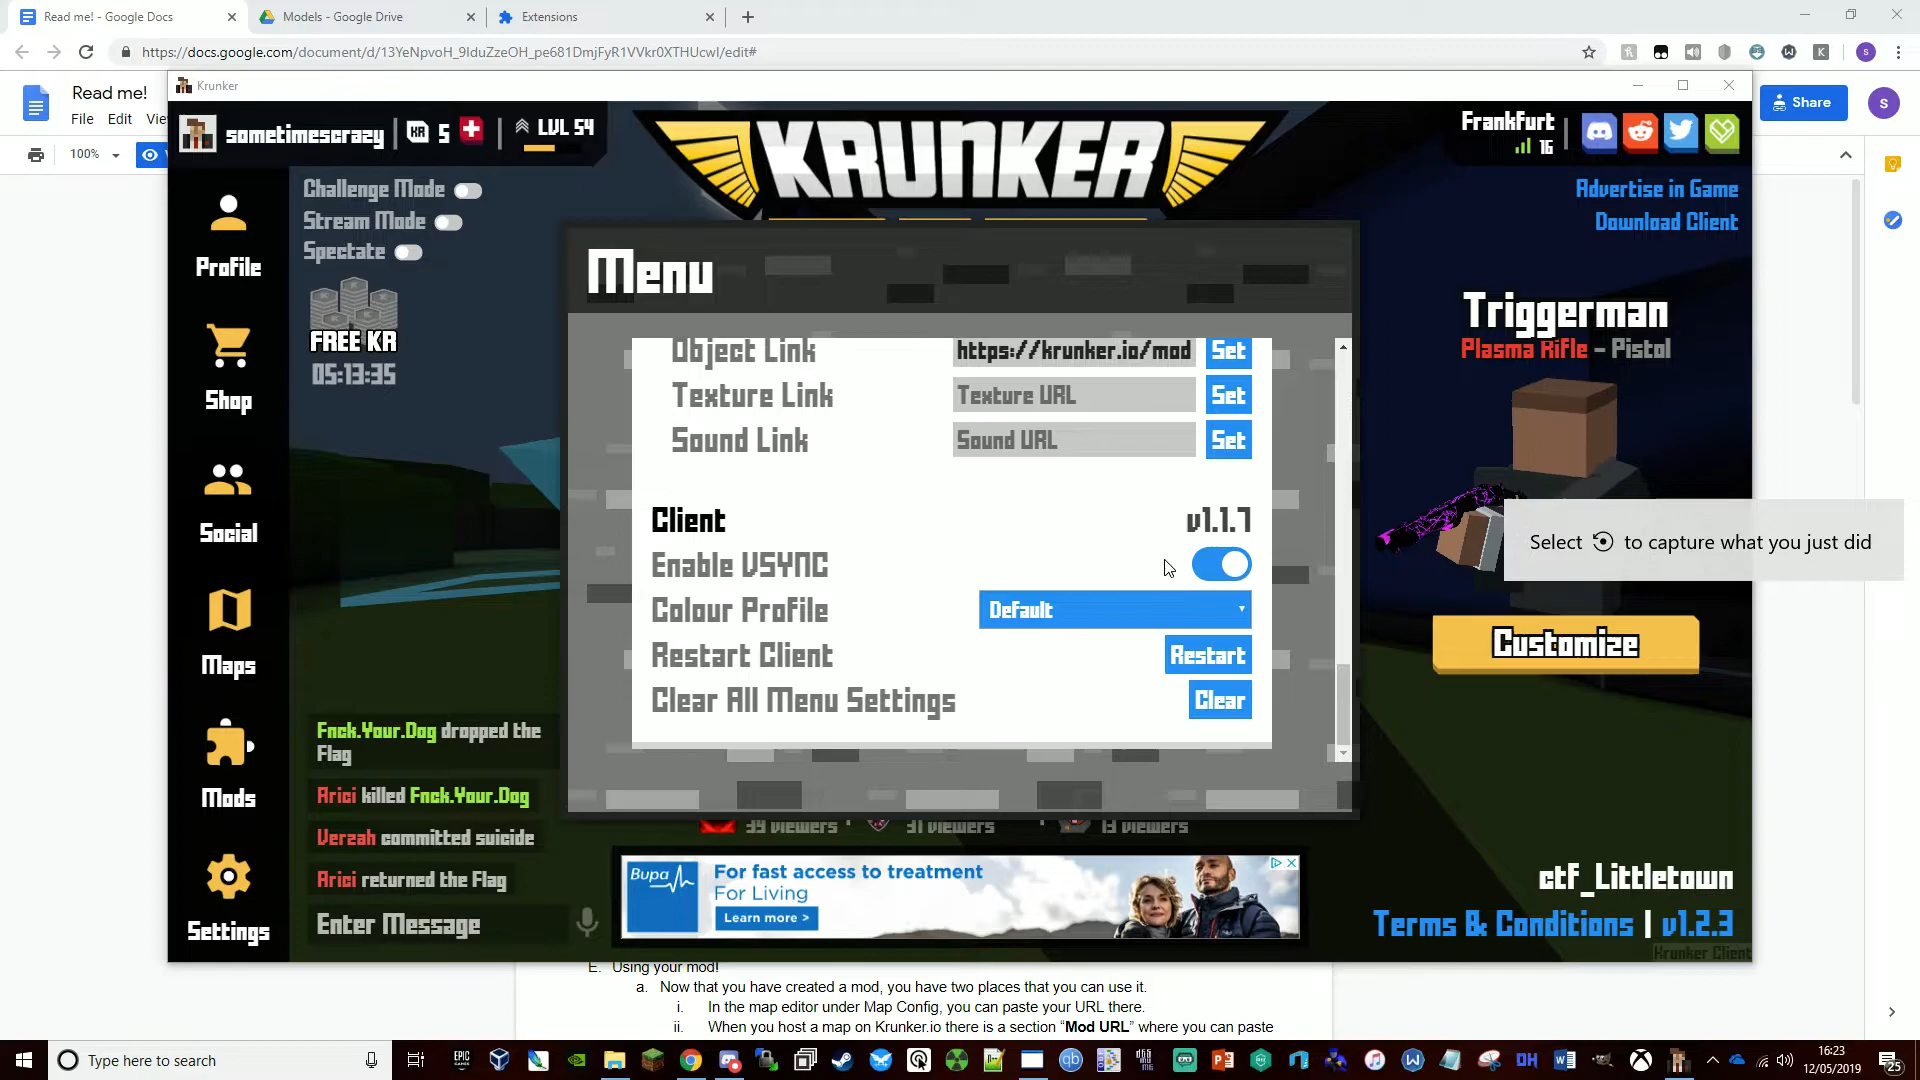 Read me! - Google Docs
Models - Google Drive
Extensions
https://docs.google.com/document/d/13YeNpvoH_9IduZzeOH_pe681DmjFyR1VVkr0XTHUcwI/edit#
Read me!
File Edit
Share
S
100%
Krunker
sometimescrazy
KR 5
LVL 54
KRUNKER
Frankfurt
16
Challenge Mode
Stream Mode
Spectate
FREE KR
05:13:35
Advertise in Game
Download Client
Profile
Shop
Social
Maps
Mods
Settings
Menu
Object Link https://krunker.io/mod Set
Texture Link Texture URL Set
Sound Link Sound URL Set
Client v1.1.7
Enable VSYNC
Colour Profile Default
Restart Client Restart
Clear All Menu Settings Clear
Triggerman
Plasma Rifle - Pistol
Select to capture what you just did
Customize
Fnck.Your.Dog dropped the
Flag
Arici killed Fnck.Your.Dog
Verzah committed suicide
Arici returned the Flag
Enter Message
39 viewers
31 viewers
13 viewers
Bupa
For fast access to treatment
For Living
Learn more >
ctf_Littletown
Terms & Conditions | v1.2.3
Krunker Client
E. Using your mod!
a. Now that you have created a mod, you have two places that you can use it.
i. In the map editor under Map Config, you can paste your URL there.
ii. When you host a map on Krunker.io there is a section "Mod URL" where you can paste
Type here to search
16:23
12/05/2019
25